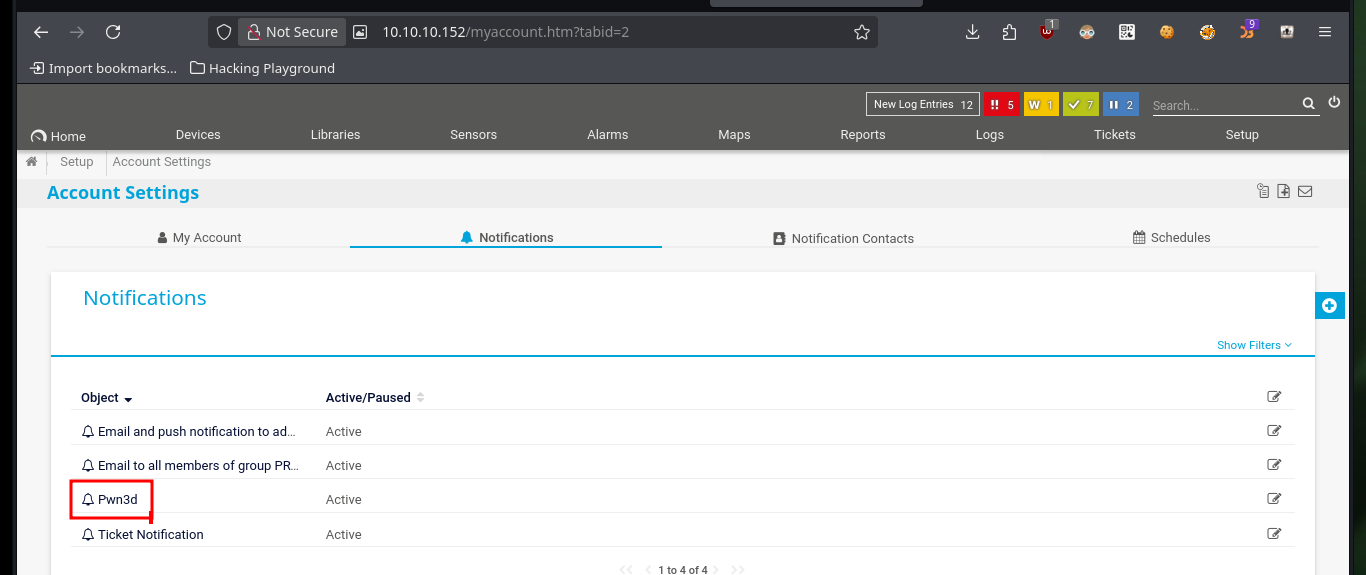 Not Secure 10.10.10.152/myaccount.htm?tabid=2 1 9
Import bookmarks... Hacking Playground
New Log Entries 12 !! 5 W 1 7 2 Search...
Home Devices Libraries Sensors Alarms Maps Reports Logs Tickets Setup
Setup Account Settings
Account Settings
My Account Notifications Notification Contacts Schedules
Notifications
Show Filters
Object Active/Paused
Email and push notification to ad... Active
Email to all members of group PR... Active
Pwn3d Active
Ticket Notification Active
1 to 4 of 4